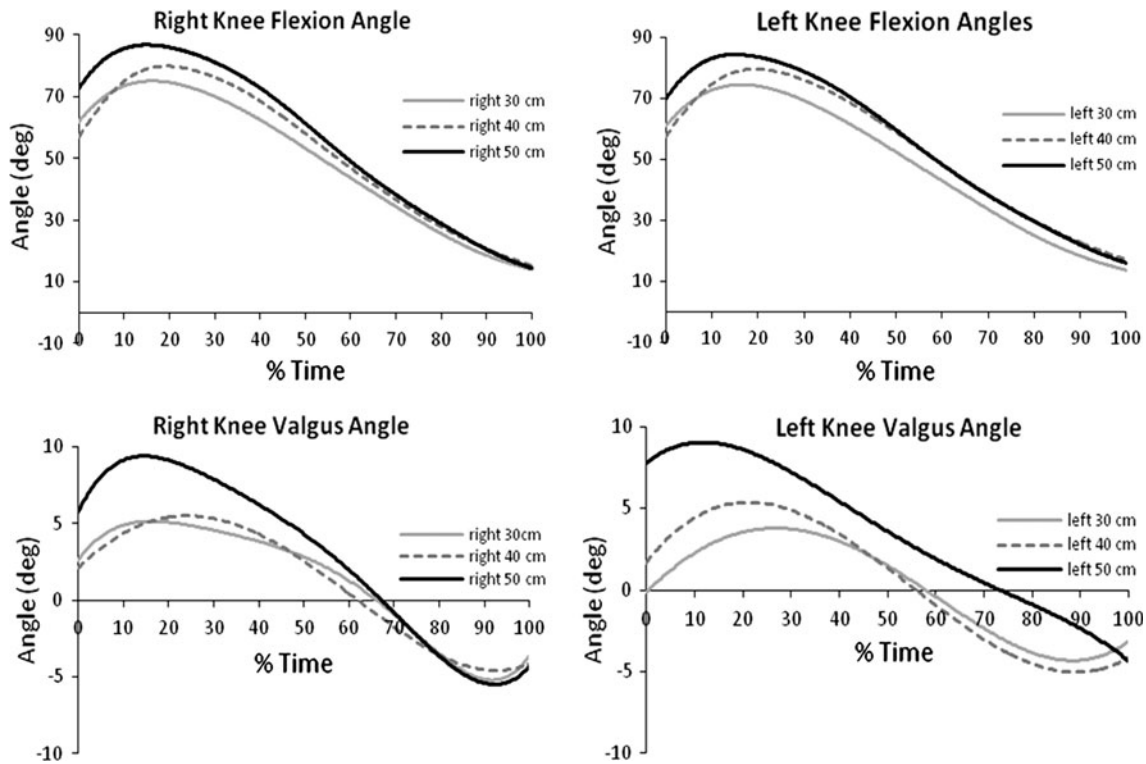 Right Knee Flexion Angle
90
70
50
30
10
-10
Angle (deg)
0 10 20 30 40 50 60 70 80 90 100
% Time
right 30 cm
right 40 cm
right 50 cm
Left Knee Flexion Angles
90
70
50
30
10
-10
Angle (deg)
0 10 20 30 40 50 60 70 80 90 100
% Time
left 30 cm
left 40 cm
left 50 cm
Right Knee Valgus Angle
10
5
0
-5
-10
Angle (deg)
0 10 20 30 40 50 60 70 80 90 100
% Time
right 30cm
right 40 cm
right 50 cm
Left Knee Valgus Angle
10
5
0
-5
-10
Angle (deg)
0 10 20 30 40 50 60 70 80 90 100
% Time
left 30 cm
left 40 cm
left 50 cm